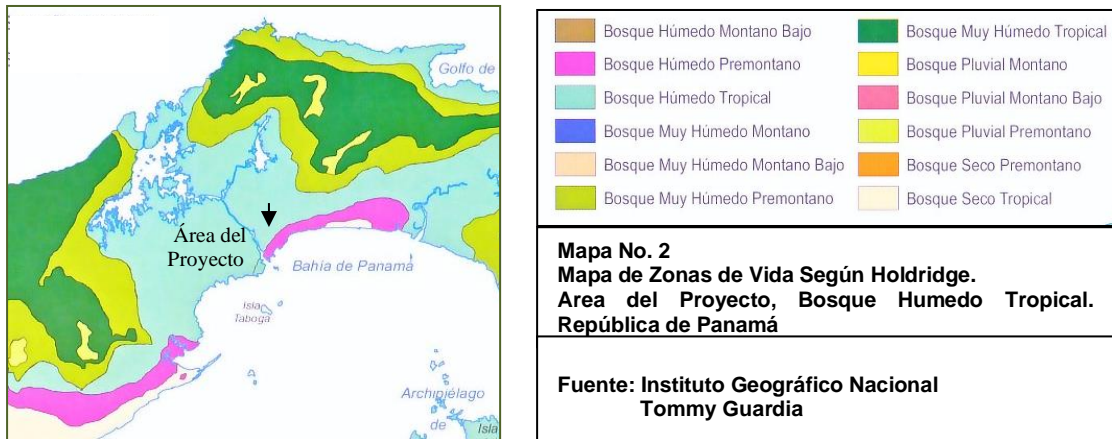 Golfo de
Área del
Proyecto
Bahía de Panamá
Isla
Taboga
Archipiélago
de
Isla
Bosque Húmedo Montano Bajo
Bosque Húmedo Premontano
Bosque Húmedo Tropical
Bosque Muy Húmedo Montano
Bosque Muy Húmedo Montano Bajo
Bosque Muy Húmedo Premontano
Bosque Muy Húmedo Tropical
Bosque Pluvial Montano
Bosque Pluvial Montano Bajo
Bosque Pluvial Premontano
Bosque Seco Premontano
Bosque Seco Tropical
Mapa No. 2
Mapa de Zonas de Vida Según Holdridge.
Area del Proyecto, Bosque Humedo Tropical.
República de Panamá
Fuente: Instituto Geográfico Nacional
Tommy Guardia